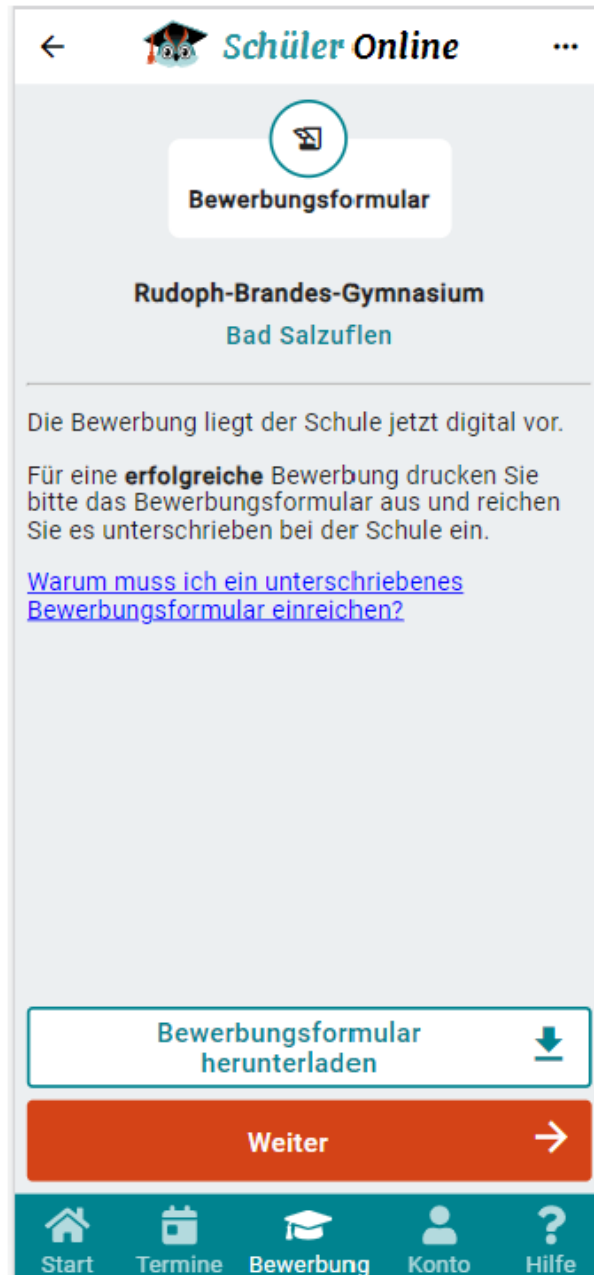 Schüler Online
Bewerbungsformular
Rudoph-Brandes-Gymnasium
Bad Salzuflen
Die Bewerbung liegt der Schule jetzt digital vor.
Für eine erfolgreiche Bewerbung drucken Sie
bitte das Bewerbungsformular aus und reichen
Sie es unterschrieben bei der Schule ein.
Warum muss ich ein unterschriebenes
Bewerbungsformular einreichen?
Bewerbungsformular
herunterladen
Weiter
Start Termine Bewerbung Konto Hilfe